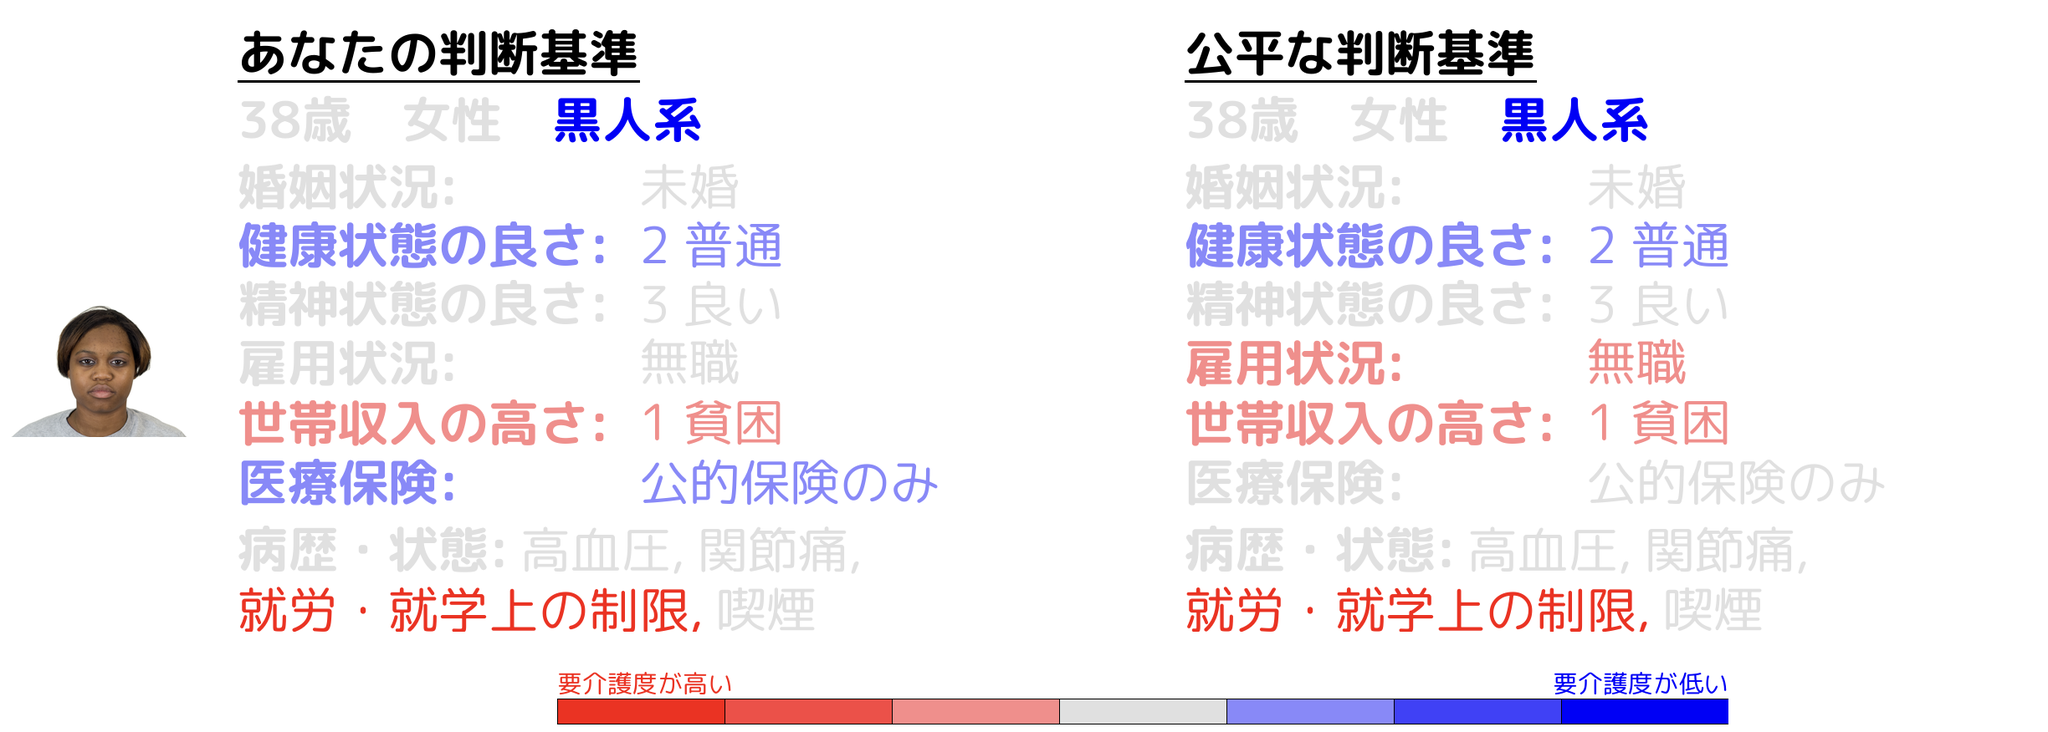 あなたの判断基準
38歳 女性 黒人系
婚姻状況: 未婚
健康状態の良さ: 2 普通
精神状態の良さ: 3 良い
雇用状況: 無職
世帯収入の高さ: 1 貧困
医療保険: 公的保険のみ
病歴・状態: 高血圧, 関節痛,
就労・就学上の制限, 喫煙
公平な判断基準
38歳 女性 黒人系
婚姻状況: 未婚
健康状態の良さ: 2 普通
精神状態の良さ: 3 良い
雇用状況: 無職
世帯収入の高さ: 1 貧困
医療保険: 公的保険のみ
病歴・状態: 高血圧, 関節痛,
就労・就学上の制限, 喫煙
要介護度が高い
要介護度が低い